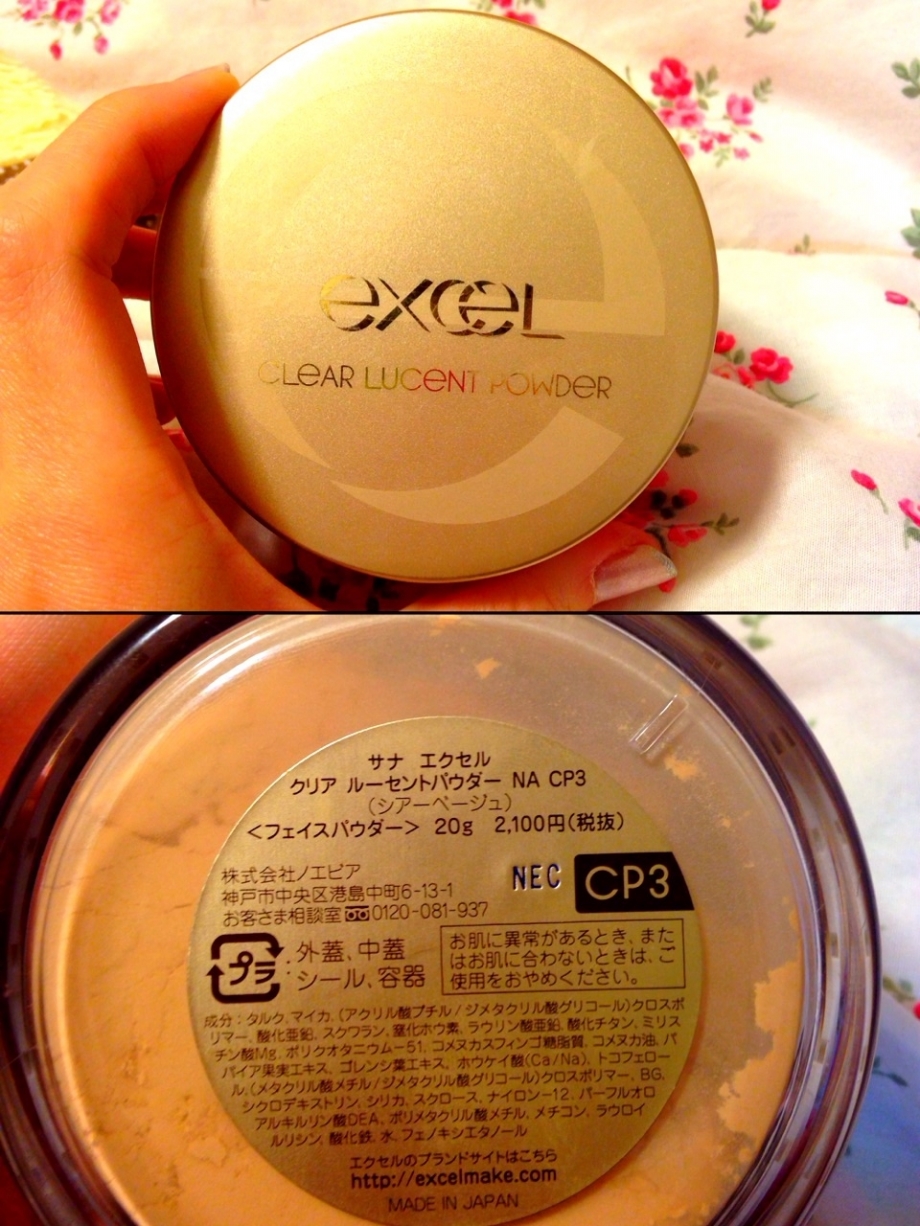 excel
CLEAR LUCENT POWDER
サナ エクセル
クリア ルーセントパウダー NA CP3
(シアーベージュ)
<フェイスパウダー> 20g 2,100円(税抜)
株式会社ノエビア
神戸市中央区港島中町6-13-1
お客さま相談室 0120-081-937
NEC CP3
プラ : 外蓋、中蓋
シール、容器
お肌に異常があるとき、また
はお肌に合わないときは、ご
使用をおやめください。
成分:タルク、マイカ、(アクリル酸ブチル/ジメタクリル酸グリコール)クロスポ
リマー、酸化亜鉛、スクワラン、窒化ホウ素、ラウリン酸亜鉛、酸化チタン、ミリス
チン酸Mg、ポリクオタニウム-51、コメヌカスフィンゴ糖脂質、コメヌカ油、パ
パイア果実エキス、ゴレンシ葉エキス、ホウケイ酸(Ca/Na)、トコフェロー
ル、(メタクリル酸メチル/ジメタクリル酸グリコール)クロスポリマー、BG、
シクロデキストリン、シリカ、スクロース、ナイロン-12、パーフルオロ
アルキルリン酸DEA、ポリメタクリル酸メチル、メチコン、ラウロイ
ルリシン、酸化鉄、水、フェノキシエタノール
エクセルのブランドサイトはこちら
http://excelmake.com
MADE IN JAPAN